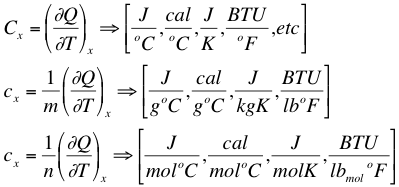 C_x = (∂Q/∂T)_x ⇒ [J/°C, cal/°C, J/K, BTU/°F, etc]
c_x = 1/m (∂Q/∂T)_x ⇒ [J/g°C, cal/g°C, J/kgK, BTU/lb°F]
c_x = 1/n (∂Q/∂T)_x ⇒ [J/mol°C, cal/mol°C, J/molK, BTU/lb_mol °F]